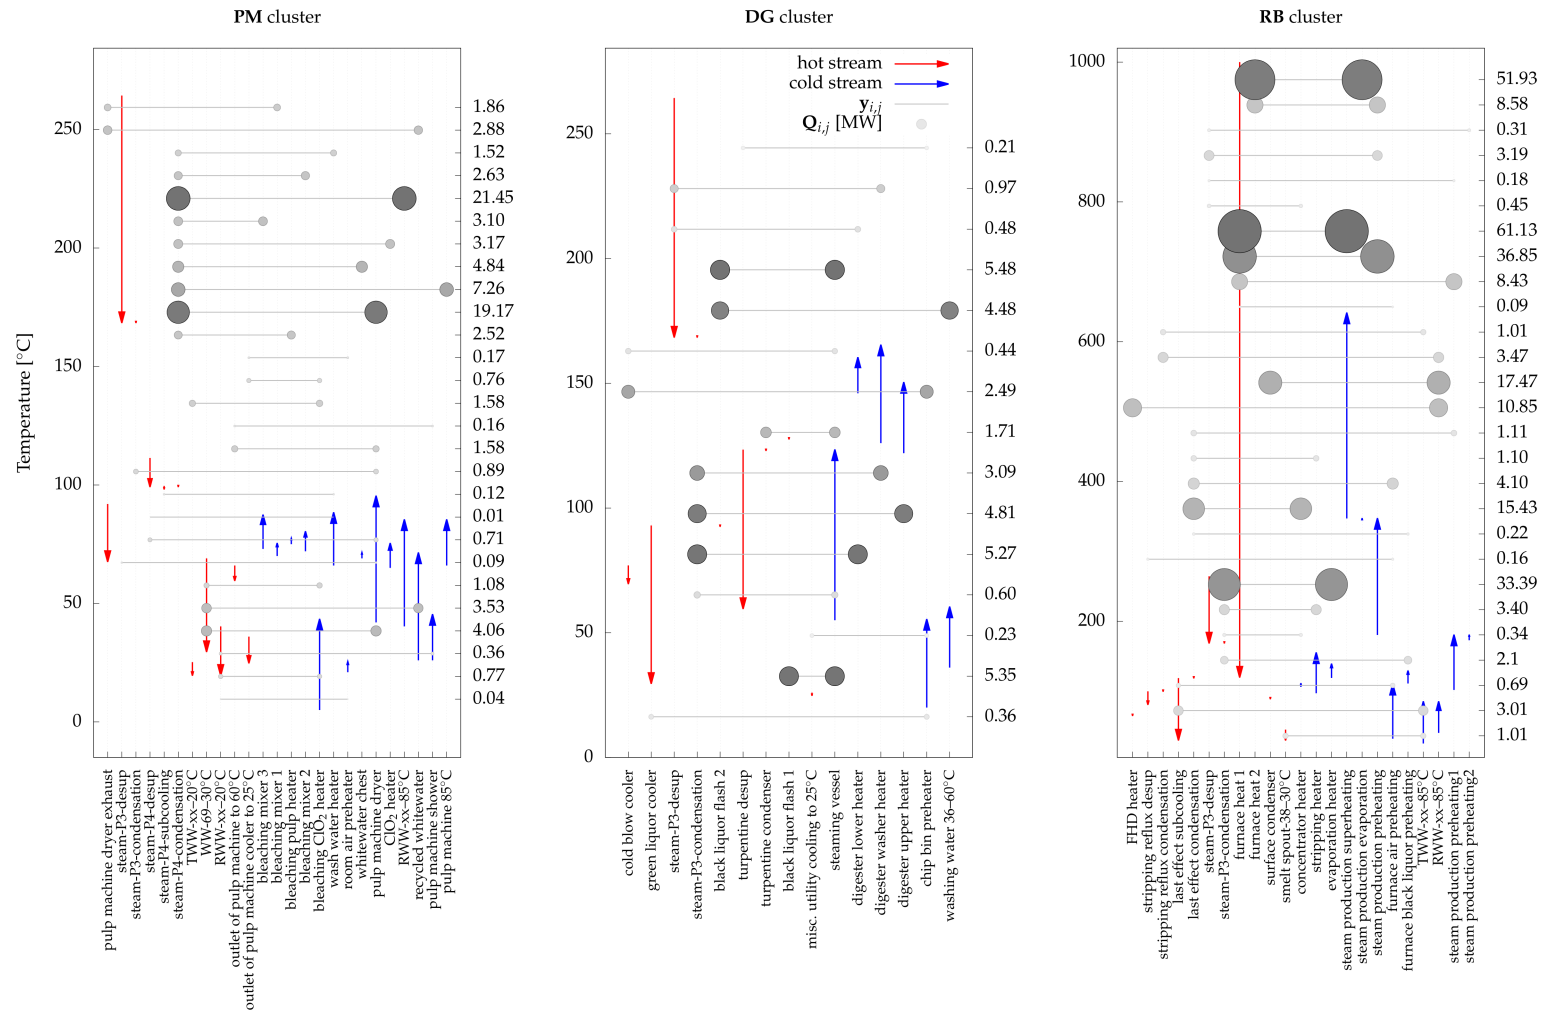 PM cluster
DG cluster
RB cluster
Temperature [°C]
250
200
150
100
50
0
1.86
2.88
1.52
2.63
21.45
3.10
3.17
4.84
7.26
19.17
2.52
0.17
0.76
1.58
0.16
1.58
0.89
0.12
0.01
0.71
0.09
1.08
3.53
4.06
0.36
0.77
0.04
pulp machine dryer exhaust
steam-P3-desup
steam-P3-condensation
steam-P4-desup
steam-P4-subcooling
steam-P4-condensation
TWW-xx–20°C
WW-69–30°C
RWW-xx–20°C
outlet of pulp machine to 60°C
outlet of pulp machine cooler to 25°C
bleaching mixer 3
bleaching mixer 1
bleaching pulp heater
bleaching mixer 2
bleaching ClO₂ heater
wash water heater
room air preheater
whitewater chest
pulp machine dryer
ClO₂ heater
RWW-xx–85°C
recycled whitewater
pulp machine shower
pulp machine 85°C
hot stream
cold stream
yi,j
Qi,j [MW]
250
200
150
100
50
0
0.21
0.97
0.48
5.48
4.48
0.44
2.49
1.71
3.09
4.81
5.27
0.60
0.23
5.35
0.36
cold blow cooler
green liquor cooler
steam-P3-desup
steam-P3-condensation
black liquor flash 2
turpentine desup
turpentine condenser
black liquor flash 1
misc. utility cooling to 25°C
steaming vessel
digester lower heater
digester washer heater
digester upper heater
chip bin preheater
washing water 36–60°C
1000
800
600
400
200
51.93
8.58
0.31
3.19
0.18
0.45
61.13
36.85
8.43
0.09
1.01
3.47
17.47
10.85
1.11
1.10
4.10
15.43
0.22
0.16
33.39
3.40
0.34
2.1
0.69
3.01
1.01
FHD heater
stripping reflux desup
stripping reflux condensation
last effect subcooling
last effect condensation
steam-P3-desup
steam-P3-condensation
furnace heat 1
furnace heat 2
surface condenser
smelt spout-38–30°C
concentrator heater
stripping heater
evaporation heater
steam production superheating
steam production evaporation
steam production preheating
furnace air preheating
furnace black liquor preheating
TWW-xx–85°C
RWW-xx–85°C
steam production preheating1
steam production preheating2